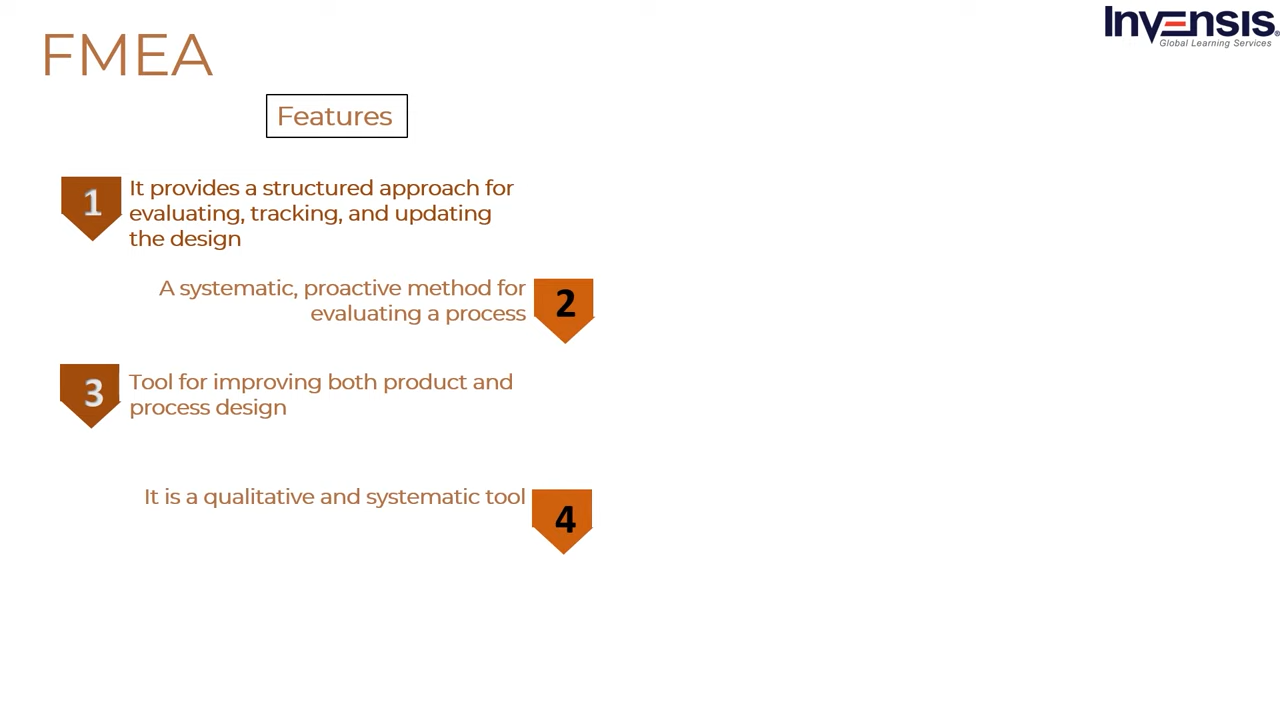 FMEA
Invensis
Global Learning Services
Features
1
It provides a structured approach for
evaluating, tracking, and updating
the design
A systematic, proactive method for
evaluating a process
2
3
Tool for improving both product and
process design
It is a qualitative and systematic tool
4